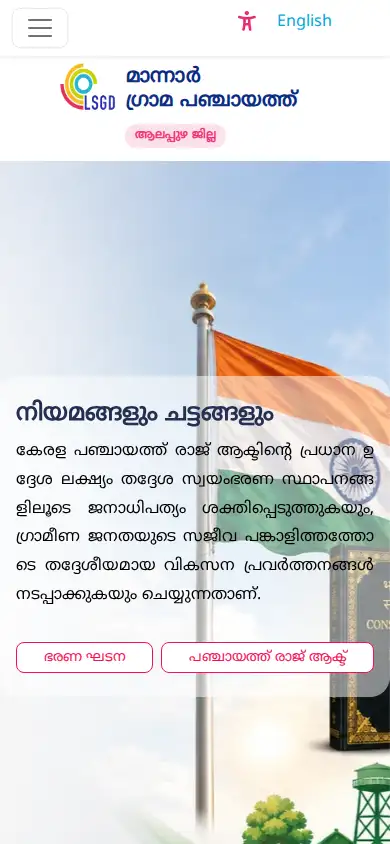 English
LSGD
മാന്നാർ
ഗ്രാമ പഞ്ചായത്ത്
ആലപ്പുഴ ജില്ല
നിയമങ്ങളും ചട്ടങ്ങളും
കേരള പഞ്ചായത്ത് രാജ് ആക്ടിന്റെ പ്രധാന ഉ
ദ്ദേശ ലക്ഷ്യം തദ്ദേശ സ്വയംഭരണ സ്ഥാപനങ്ങ
ളിലൂടെ ജനാധിപത്യം ശക്തിപ്പെടുത്തുകയും,
ഗ്രാമീണ ജനതയുടെ സജീവ പങ്കാളിത്തത്തോ
ടെ തദ്ദേശീയമായ വികസന പ്രവർത്തനങ്ങൾ
നടപ്പാക്കുകയും ചെയ്യുന്നതാണ്.
ഭരണ ഘടന
പഞ്ചായത്ത് രാജ് ആക്ട്